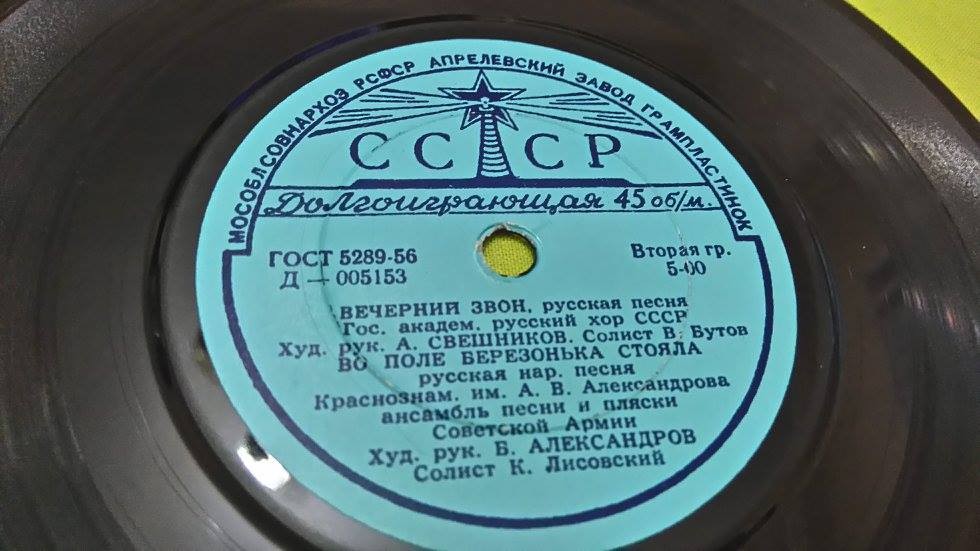 МОСОБЛСОВНАРХОЗ РСФСР АПРЕЛЕВСКИЙ ЗАВОД ГРАМПЛАСТИНОК
СССР
Долгоиграющая 45 об/м.
ГОСТ 5289-56
Д — 005153
Вторая гр.
5-00
ВЕЧЕРНИЙ ЗВОН, русская песня
Гос. академ. русский хор СССР
Худ. рук. А. СВЕШНИКОВ. Солист В. Бутов
ВО ПОЛЕ БЕРЕЗОНЬКА СТОЯЛА
русская нар. песня
Краснознам. им. А. В. Александрова
ансамбль песни и пляски
Советской Армии
Худ. рук. Б. АЛЕКСАНДРОВ
Солист К. Лисовский